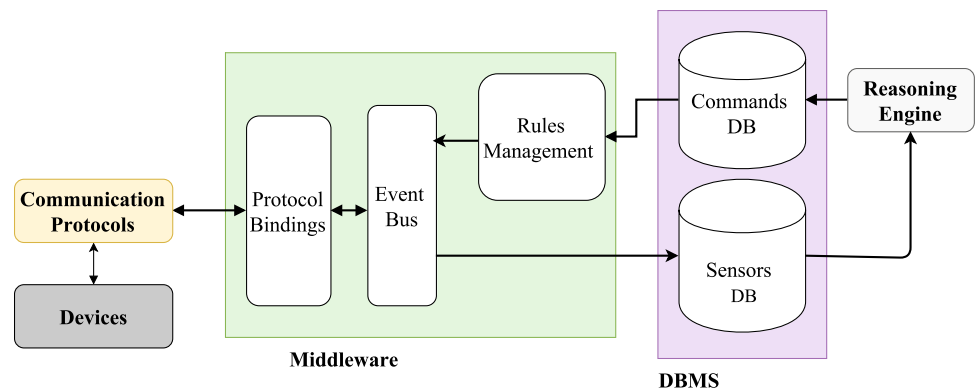 Communication
Protocols
Devices
Protocol
Bindings
Event
Bus
Rules
Management
Middleware
Commands
DB
Sensors
DB
DBMS
Reasoning
Engine